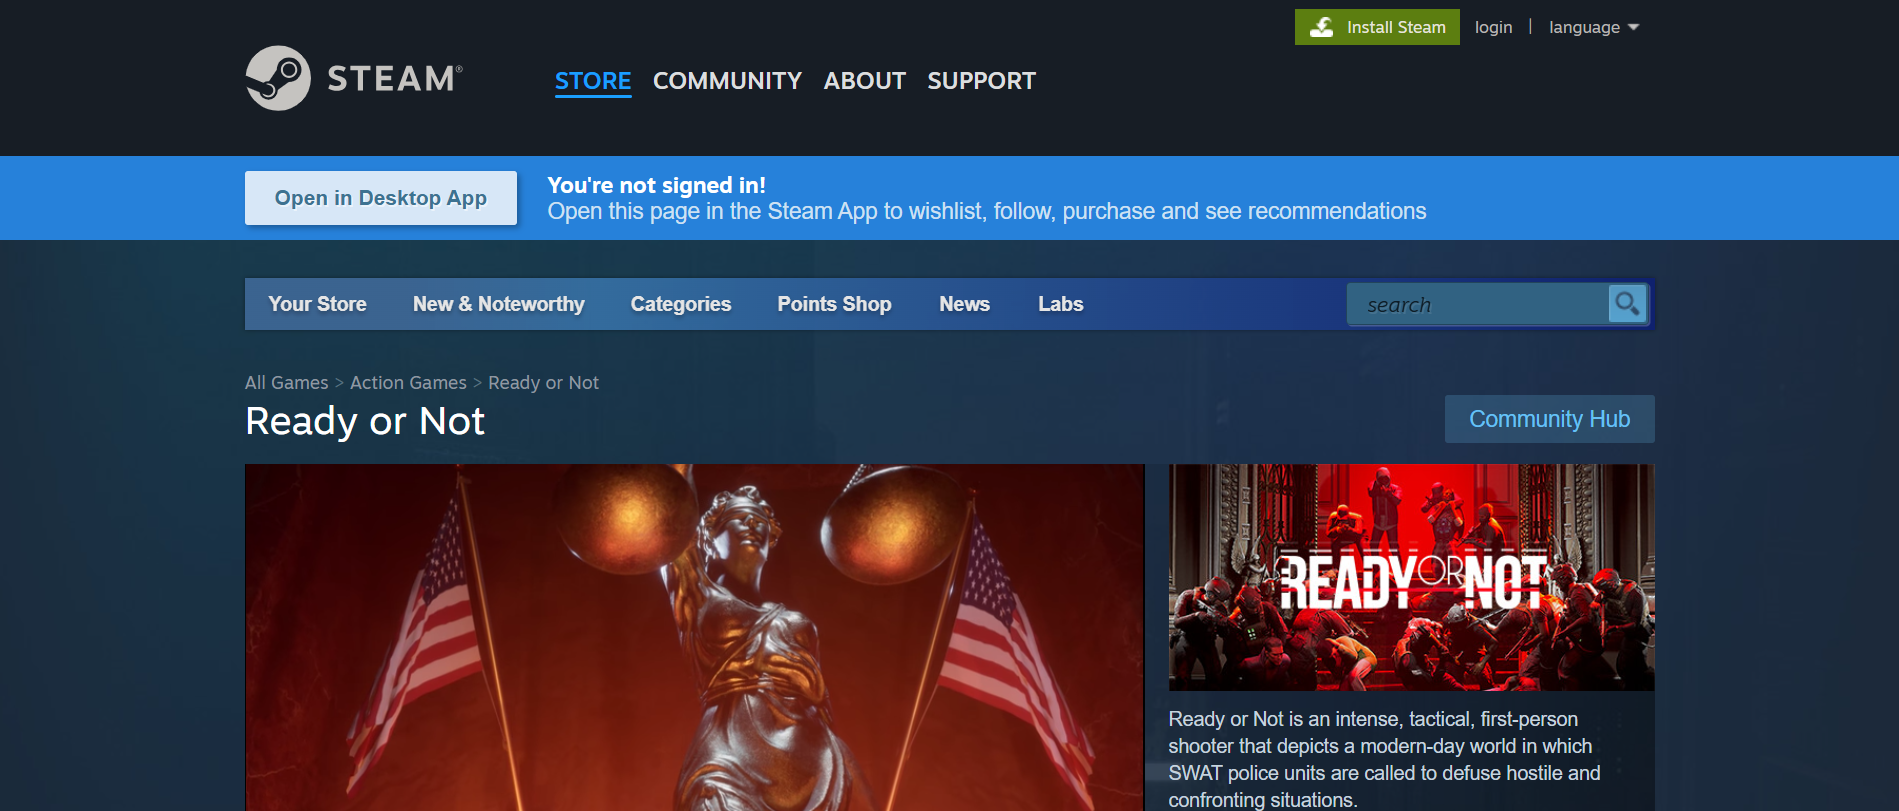 Install Steam login | language
STEAM®
STORE COMMUNITY ABOUT SUPPORT
Open in Desktop App
You're not signed in!
Open this page in the Steam App to wishlist, follow, purchase and see recommendations
Your Store New & Noteworthy Categories Points Shop News Labs search
All Games > Action Games > Ready or Not
Ready or Not
Community Hub
READY OR NOT
Ready or Not is an intense, tactical, first-person
shooter that depicts a modern-day world in which
SWAT police units are called to defuse hostile and
confronting situations.